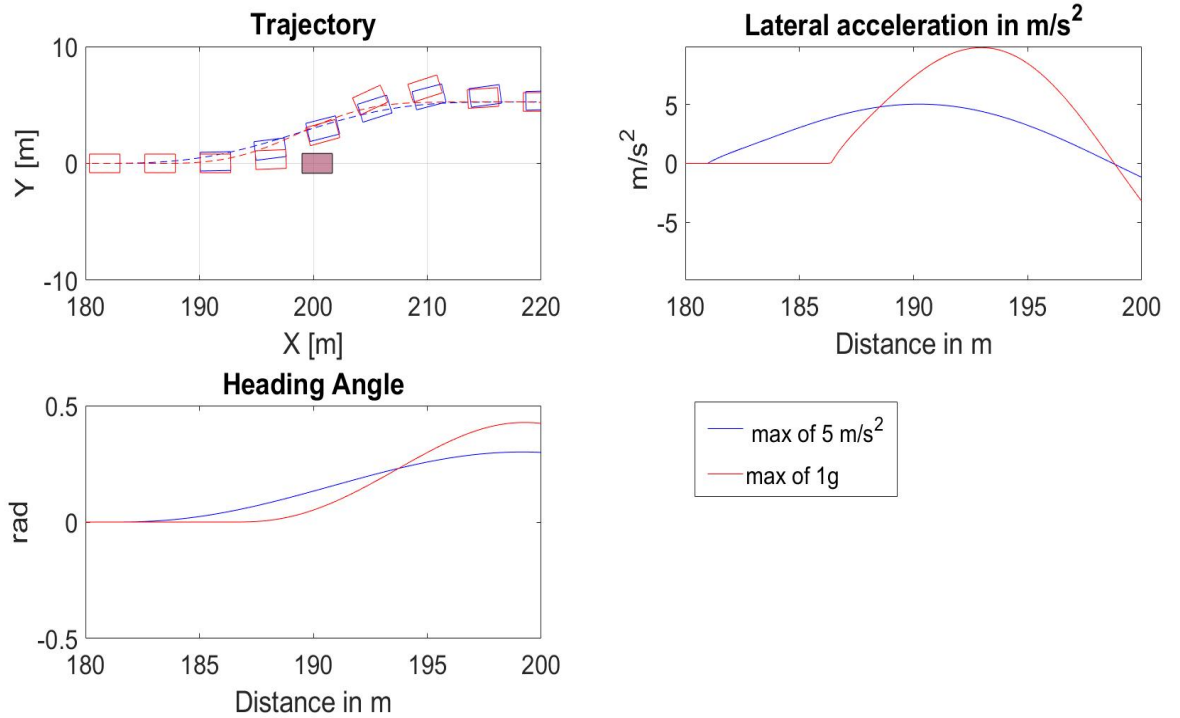 Trajectory
10
0
-10
Y [m]
180 190 200 210 220
X [m]
Lateral acceleration in m/s²
5
0
-5
m/s²
180 185 190 195 200
Distance in m
Heading Angle
0.5
0
-0.5
rad
180 185 190 195 200
Distance in m
max of 5 m/s²
max of 1g